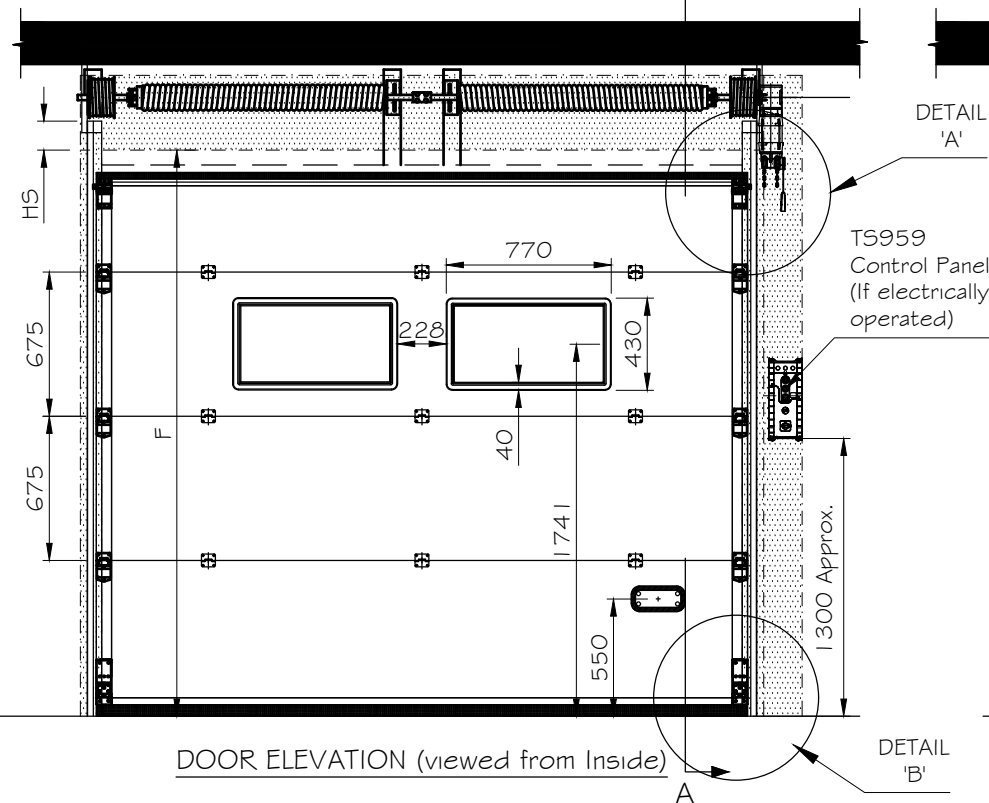 DETAIL
'A'
HS
TS959
Control Panel
(If electrically
operated)
770
228
430
675
F
40
675
1741
1300 Approx.
550
DOOR ELEVATION (viewed from Inside)
A
DETAIL
'B'